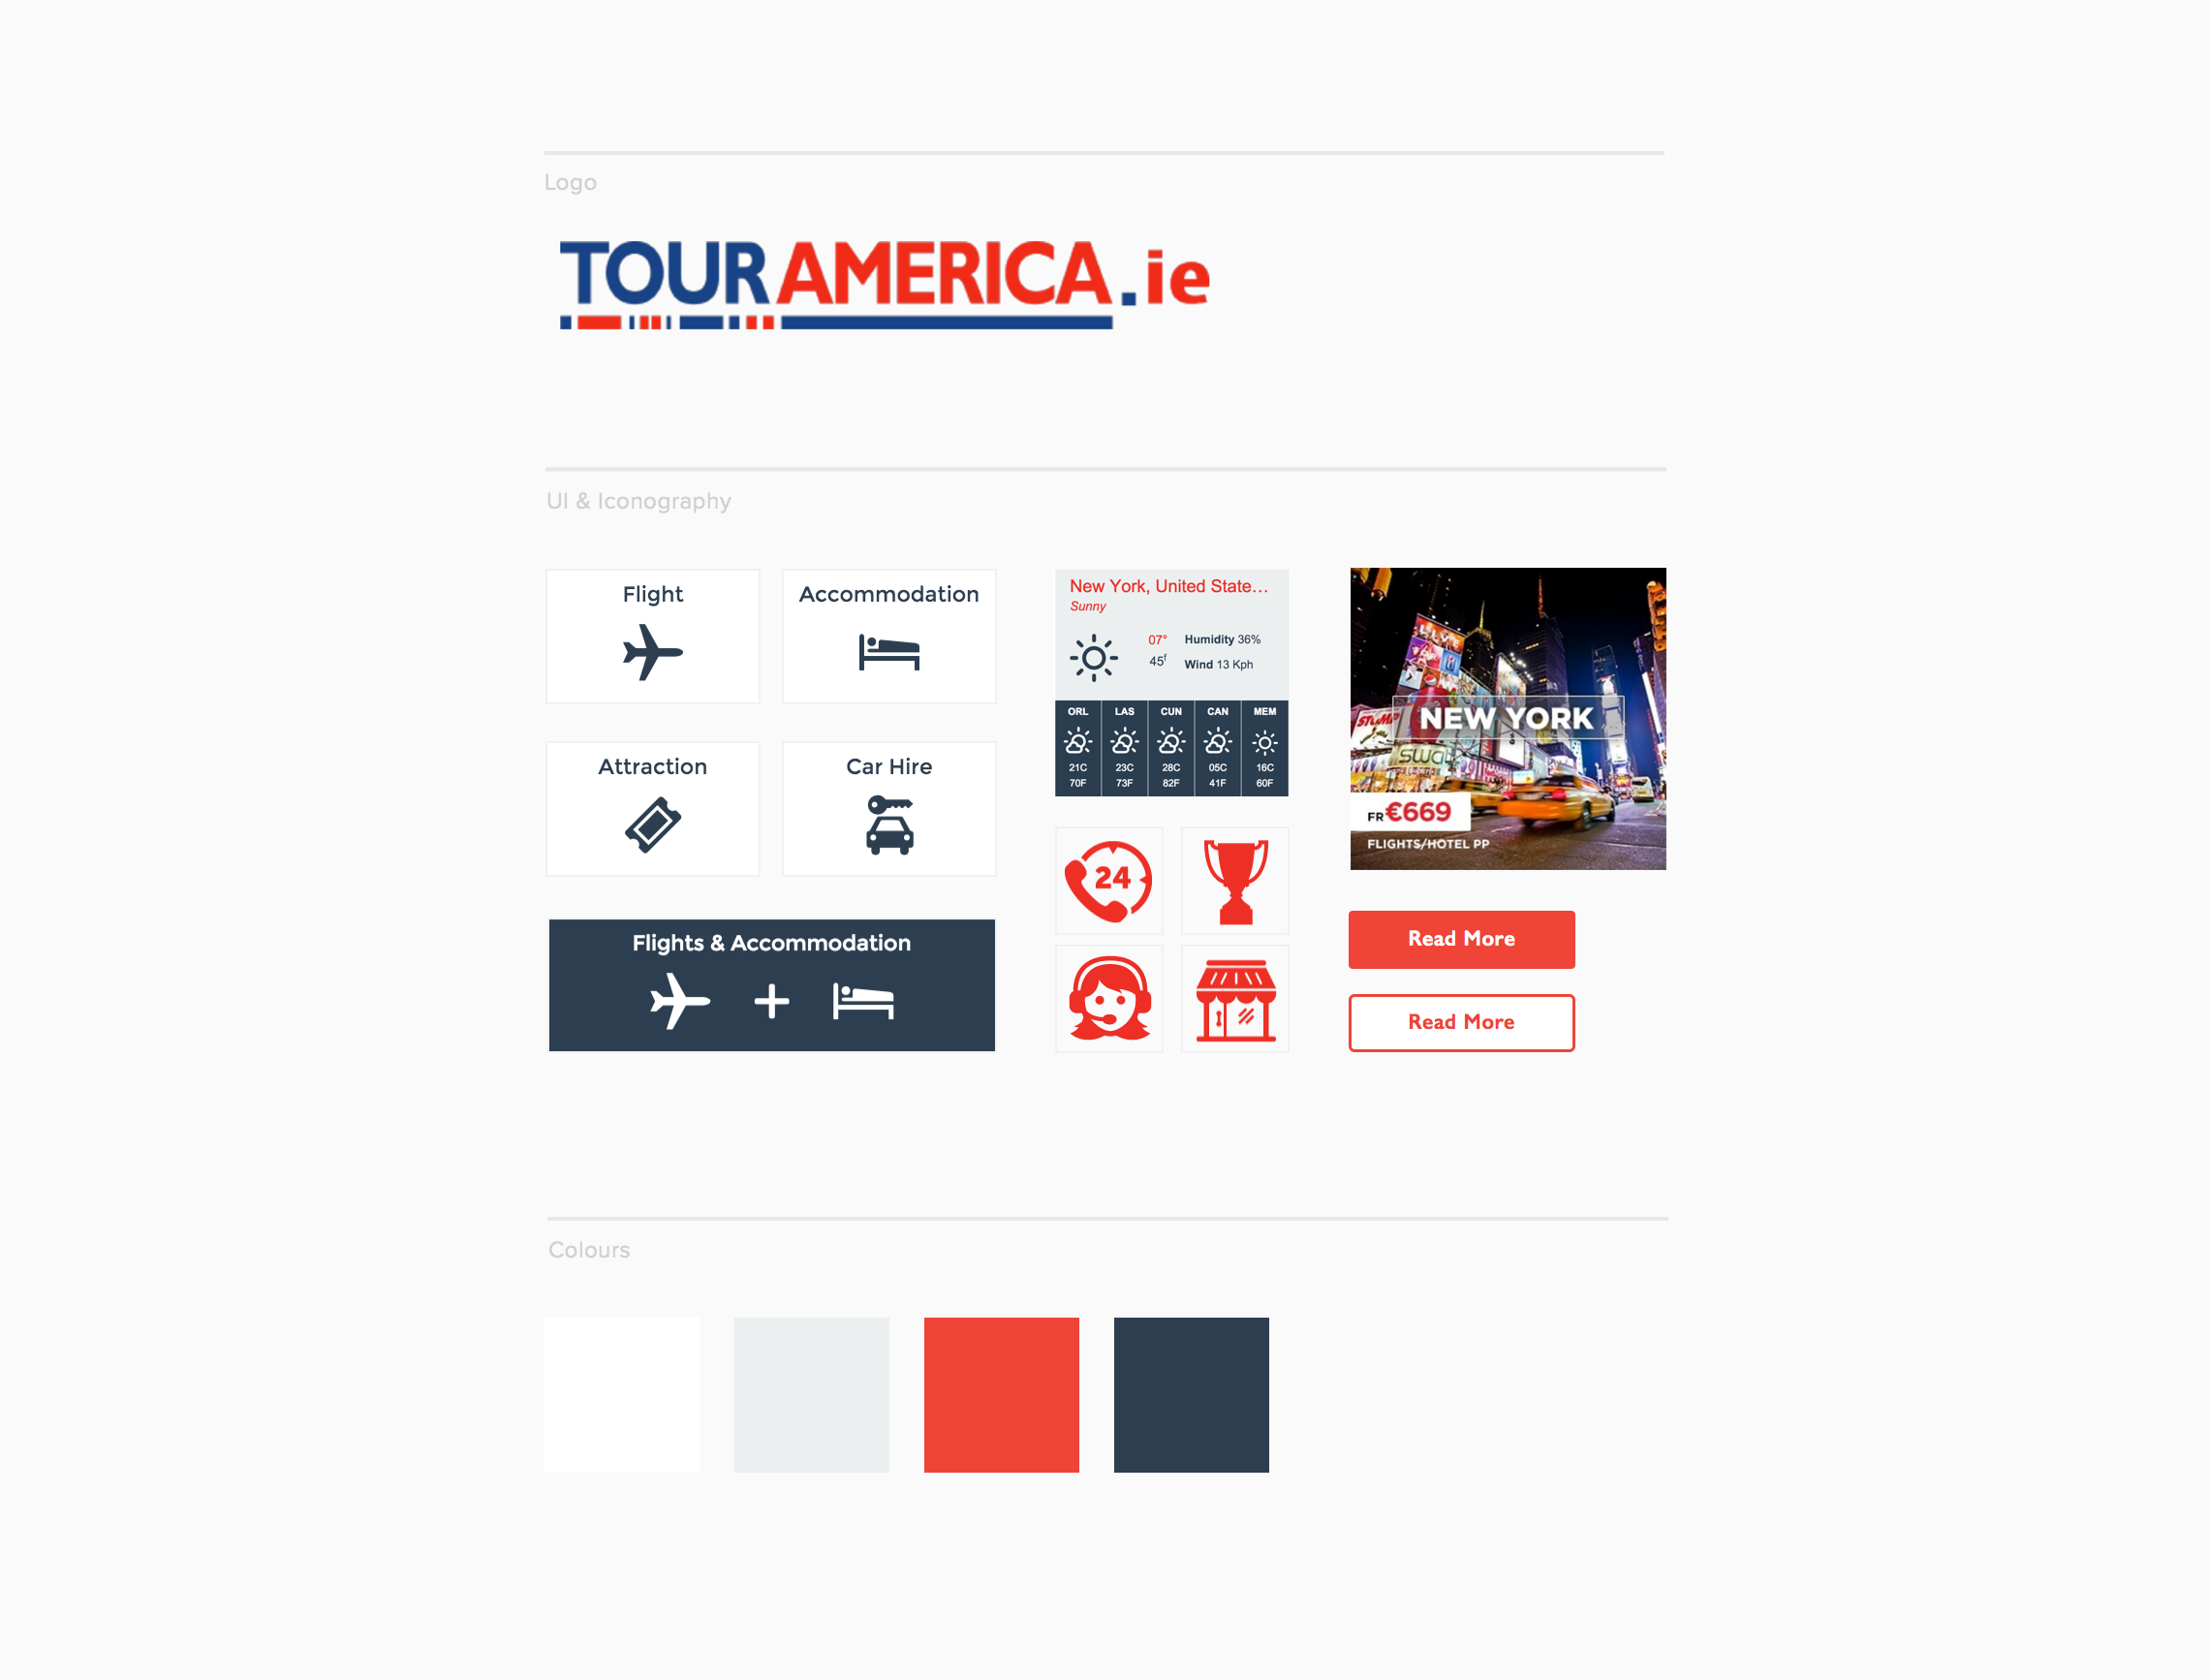 Logo
TOURAMERICA.ie
UI & Iconography
Flight
Accommodation
Attraction
Car Hire
Flights & Accommodation
New York, United State...
Sunny
07°
45f
Humidity 36%
Wind 13 Kph
ORL LAS CUN CAN MEM
21C 23C 28C 05C 16C
70F 73F 82F 41F 60F
24
LIVE
NEW YORK
FR €669
FLIGHTS/HOTEL PP
Read More
Read More
Colours